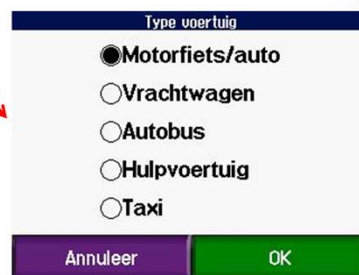 Type voertuig
Motorfiets/auto
Vrachtwagen
Autobus
Hulpvoertuig
Taxi
Annuleer OK